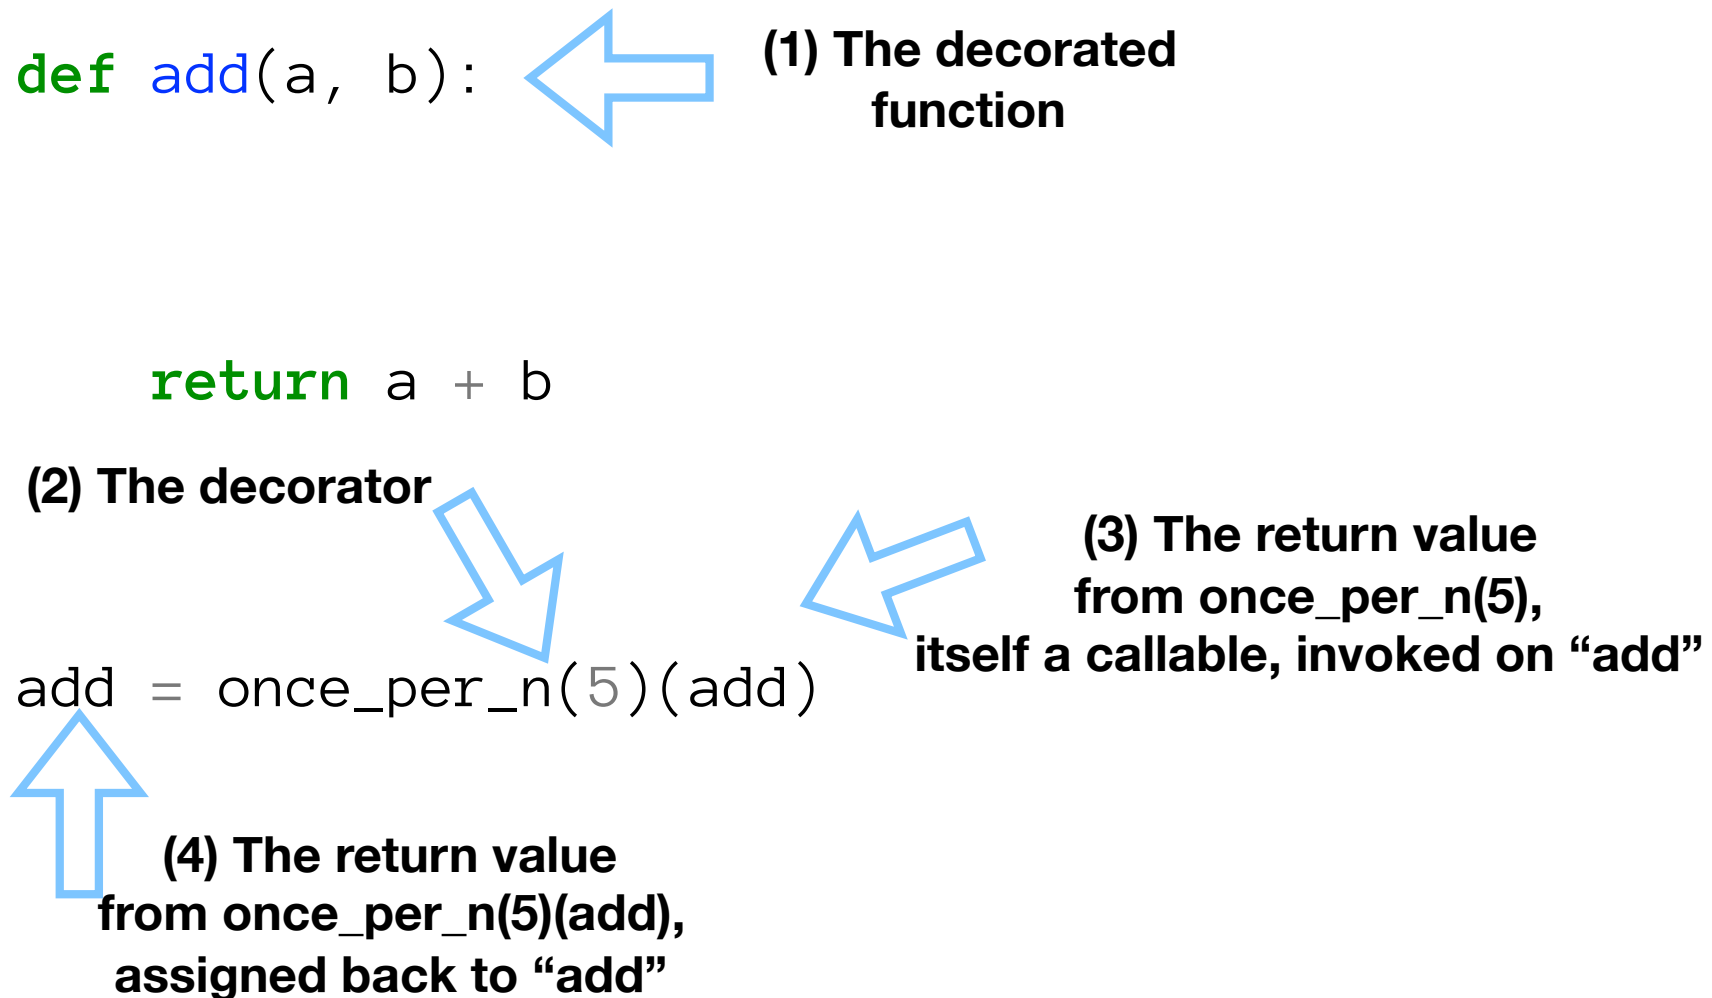 def add(a, b):
(1) The decorated
function
return a + b
(2) The decorator
(3) The return value
from once_per_n(5),
itself a callable, invoked on “add”
add = once_per_n(5)(add)
(4) The return value
from once_per_n(5)(add),
assigned back to “add”